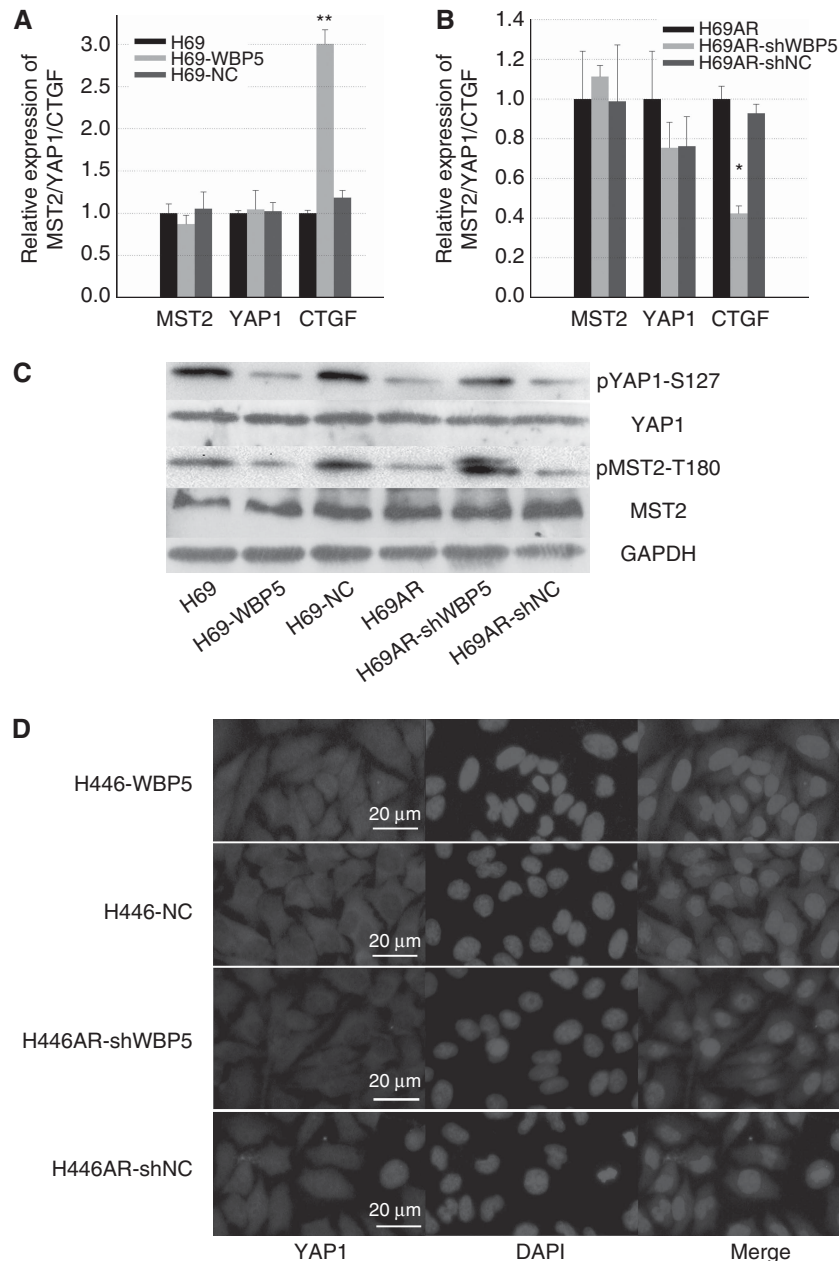 A
Relative expression of
MST2/YAP1/CTGF
3.0
2.5
2.0
1.5
1.0
0.5
0.0
H69
H69-WBP5
H69-NC
**
MST2 YAP1 CTGF
B
Relative expression of
MST2/YAP1/CTGF
1.4
1.2
1.0
0.8
0.6
0.4
0.2
0.0
H69AR
H69AR-shWBP5
H69AR-shNC
*
MST2 YAP1 CTGF
C
pYAP1-S127
YAP1
pMST2-T180
MST2
GAPDH
H69
H69-WBP5
H69-NC
H69AR
H69AR-shWBP5
H69AR-shNC
D
H446-WBP5
20 μm
H446-NC
20 μm
H446AR-shWBP5
20 μm
H446AR-shNC
20 μm
YAP1 DAPI Merge